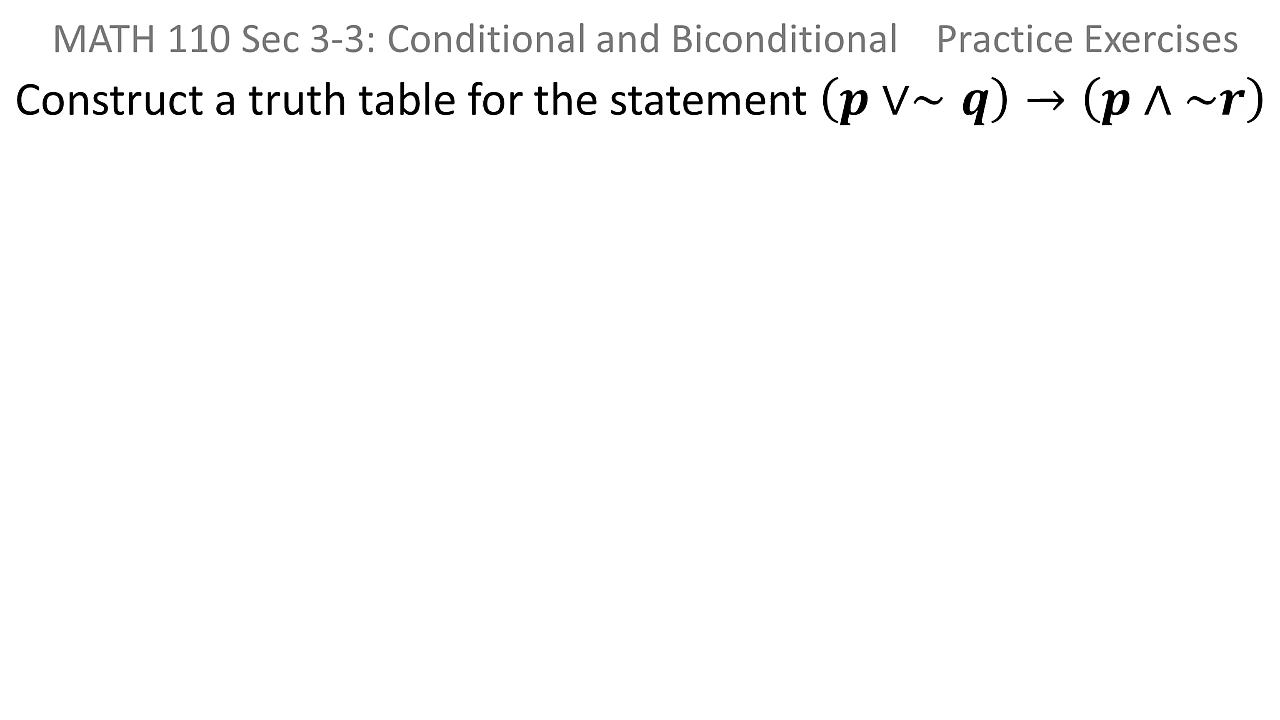 MATH 110 Sec 3-3: Conditional and Biconditional Practice Exercises
Construct a truth table for the statement (𝒑 ∨∼ 𝒒) → (𝒑 ∧ ∼𝒓)